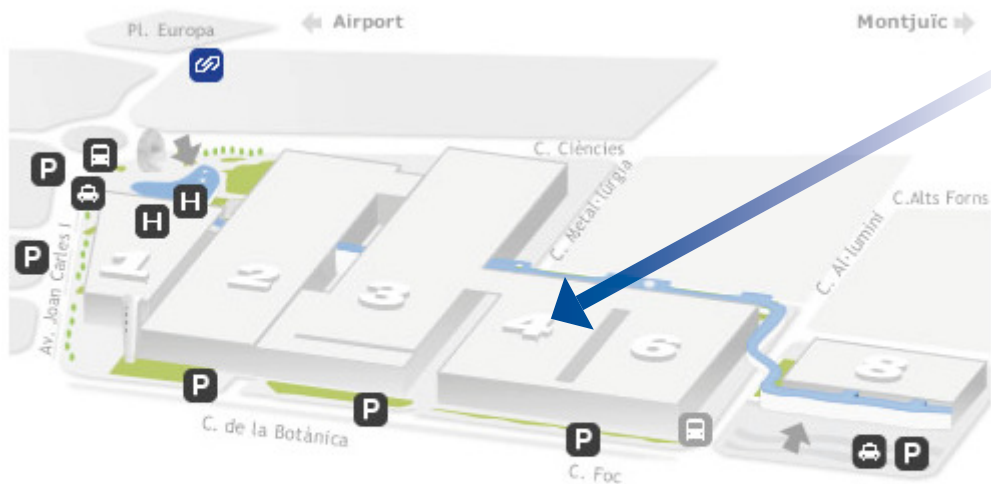 Pl. Europa
Airport
Montjuïc
P
C. Ciències
C. Metal·lúrgia
C.Alts Forns
H
H
C. Al·lumini
P
Av. Joan Carles I
1
2
3
4
6
8
P
P
P
P
C. de la Botànica
C. Foc